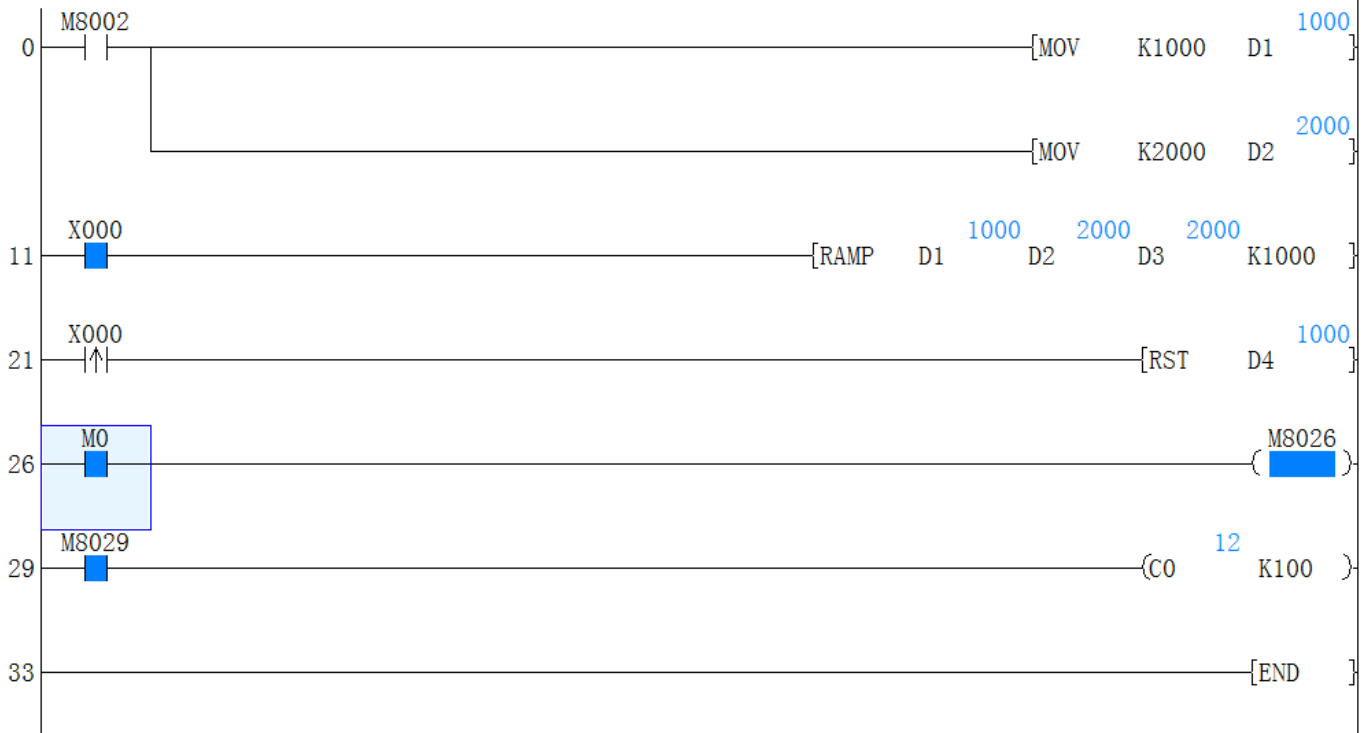 M8002 1000
0 [MOV K1000 D1 ]
2000
[MOV K2000 D2 ]
X000 1000 2000 2000
11 [RAMP D1 D2 D3 K1000 ]
X000 1000
21 [RST D4 ]
M0 M8026
26 ( )
M8029 12
29 (C0 K100 )
33 [END ]